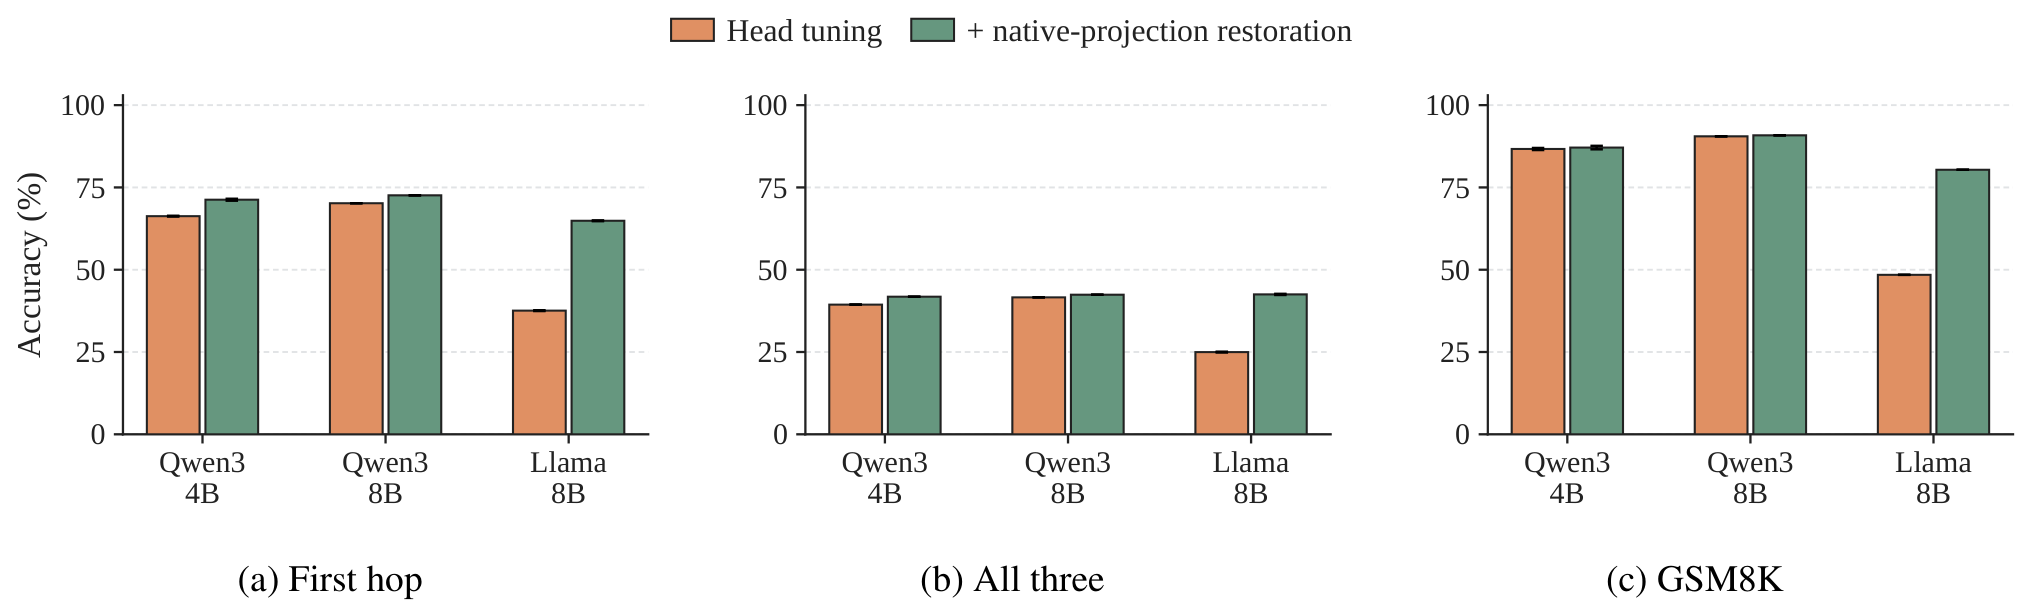 Head tuning
+ native-projection restoration
Accuracy (%)
100
75
50
25
0
Qwen3
4B
Qwen3
8B
Llama
8B
(a) First hop
100
75
50
25
0
Qwen3
4B
Qwen3
8B
Llama
8B
(b) All three
100
75
50
25
0
Qwen3
4B
Qwen3
8B
Llama
8B
(c) GSM8K